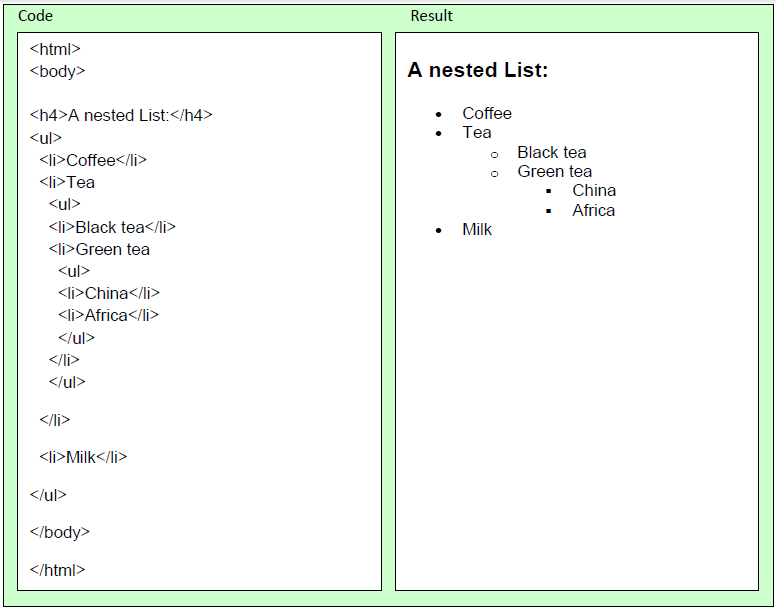 Code
<html>
<body>
<h4>A nested List:</h4>
<ul>
<li>Coffee</li>
<li>Tea
<ul>
<li>Black tea</li>
<li>Green tea
<ul>
<li>China</li>
<li>Africa</li>
</ul>
</li>
</ul>
</li>
<li>Milk</li>
</ul>
</body>
</html>
Result
A nested List:
• Coffee
• Tea
o Black tea
o Green tea
▪ China
▪ Africa
• Milk